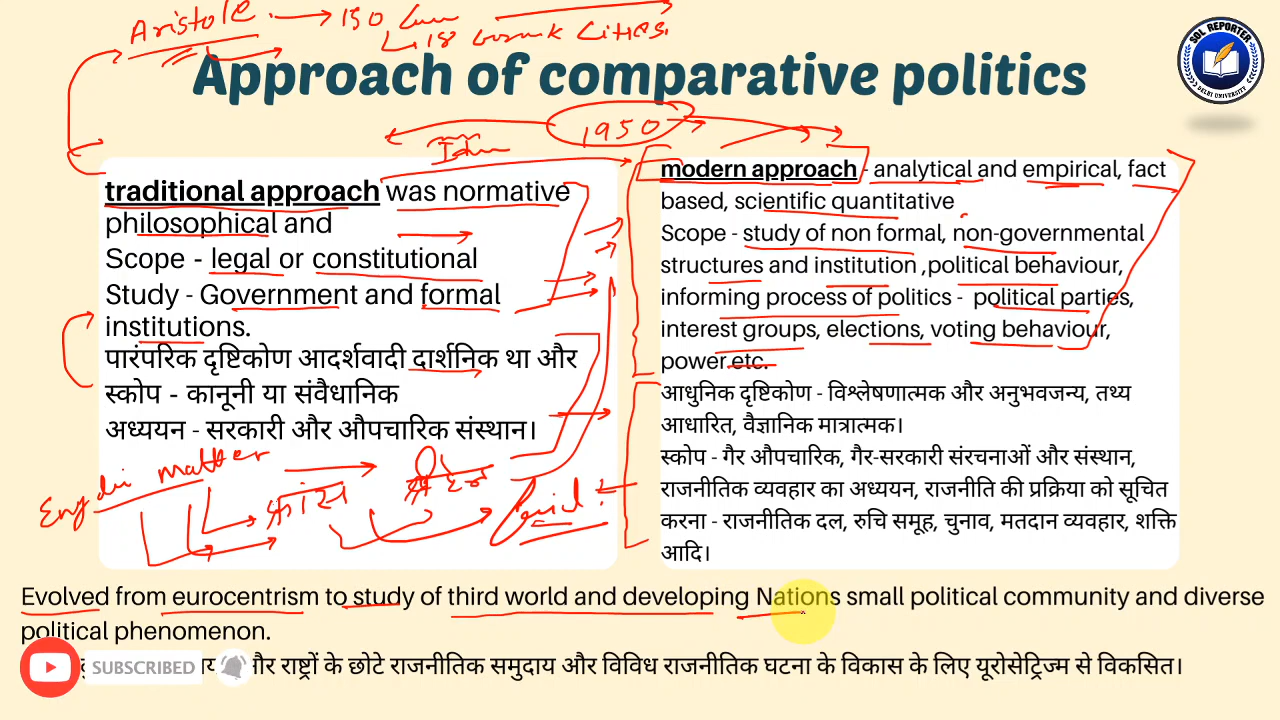 Aristole 150
18 Greek Cities
SOL REPORTER
DELHI UNIVERSITY
Approach of comparative politics
1950
traditional approach was normative
philosophical and
Scope - legal or constitutional
Study - Government and formal
institutions.
पारंपरिक दृष्टिकोण आदर्शवादी दार्शनिक था और
स्कोप - कानूनी या संवैधानिक
अध्ययन - सरकारी और औपचारिक संस्थान।
matter
फ्रांस
modern approach - analytical and empirical, fact
based, scientific quantitative
Scope - study of non formal, non-governmental
structures and institution ,political behaviour,
informing process of politics - political parties,
interest groups, elections, voting behaviour,
power etc.
आधुनिक दृष्टिकोण - विश्लेषणात्मक और अनुभवजन्य, तथ्य
आधारित, वैज्ञानिक मात्रात्मक।
स्कोप - गैर औपचारिक, गैर-सरकारी संरचनाओं और संस्थान,
राजनीतिक व्यवहार का अध्ययन, राजनीति की प्रक्रिया को सूचित
करना - राजनीतिक दल, रुचि समूह, चुनाव, मतदान व्यवहार, शक्ति
आदि।
Evolved from eurocentrism to study of third world and developing Nations small political community and diverse
political phenomenon.
और राष्ट्रों के छोटे राजनीतिक समुदाय और विविध राजनीतिक घटना के विकास के लिए यूरोसेट्रिज्म से विकसित।
SUBSCRIBED